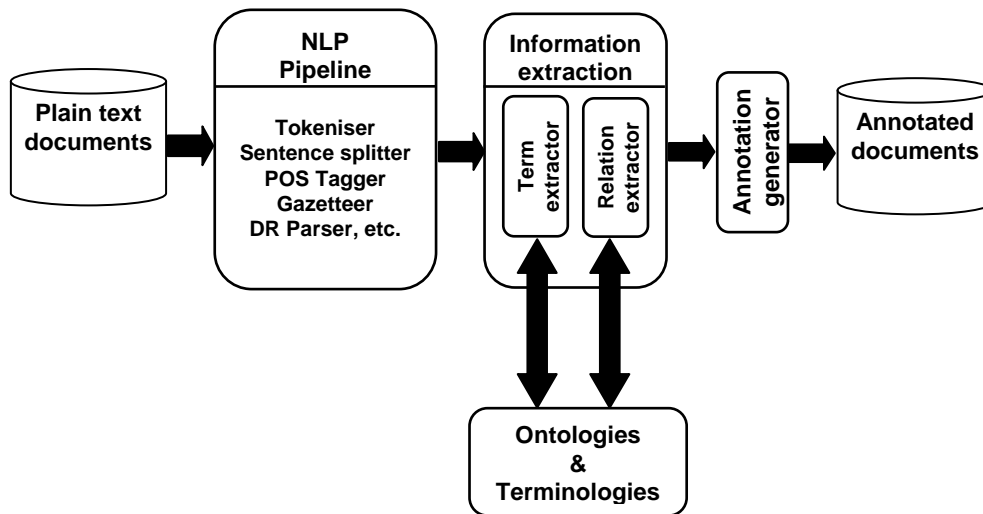 Plain text
documents
NLP
Pipeline
Tokeniser
Sentence splitter
POS Tagger
Gazetteer
DR Parser, etc.
Information
extraction
Term
extractor
Relation extractor
Annotation
generator
Annotated
documents
Ontologies
&
Terminologies